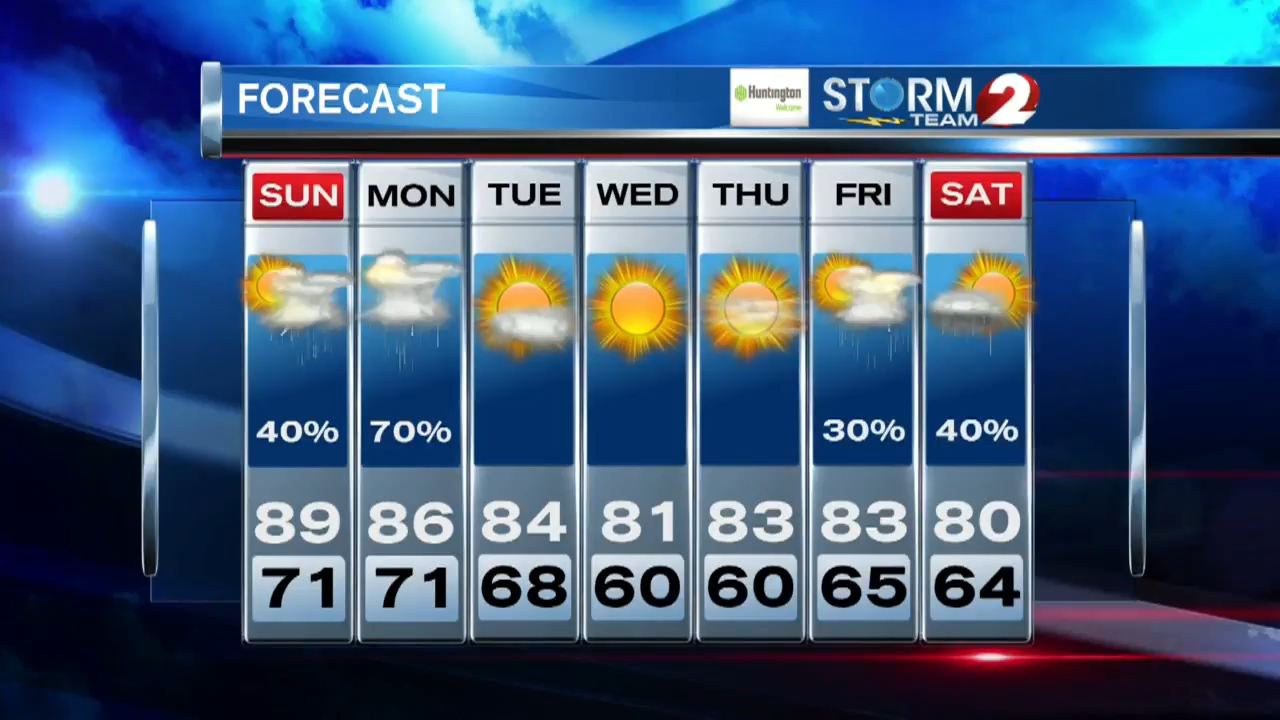 FORECAST
Huntington
Welcome.
STORM
TEAM 2
SUN MON TUE WED THU FRI SAT
40% 70% 30% 40%
89 86 84 81 83 83 80
71 71 68 60 60 65 64